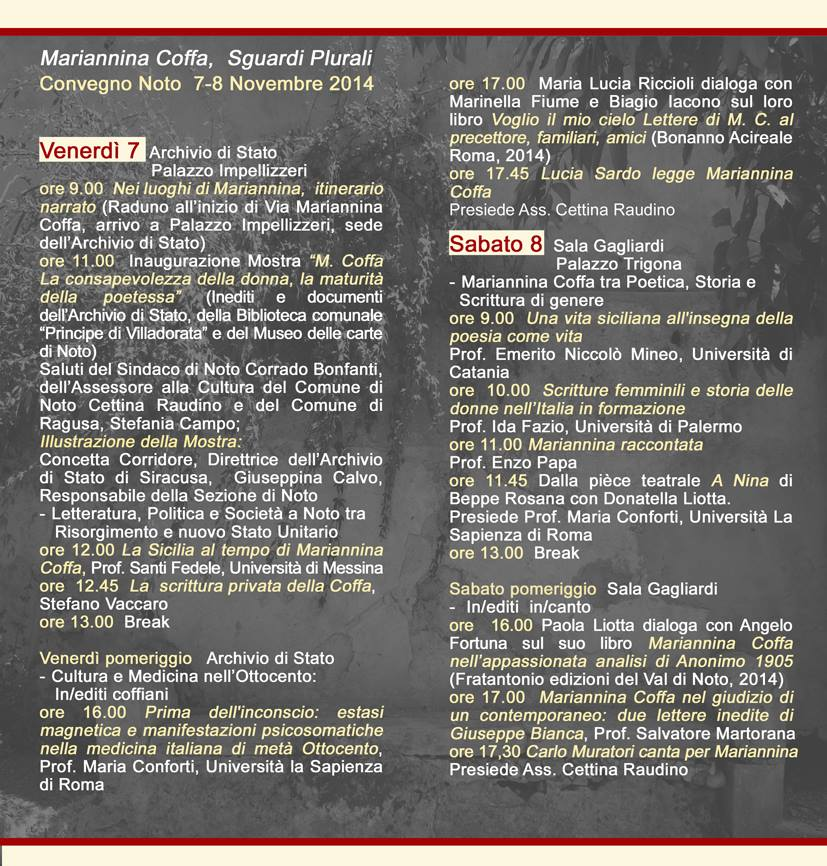 Mariannina Coffa,  Sguardi Plurali
Convegno Noto  7-8 Novembre 2014
Venerdì 7 Archivio di Stato
Palazzo Impellizzeri
ore 9.00 Nei luoghi di Mariannina, itinerario
narrato (Raduno all'inizio di Via Mariannina
Coffa, arrivo a Palazzo Impellizzeri, sede
dell'Archivio di Stato)
ore 11.00 Inaugurazione Mostra “M. Coffa
La consapevolezza della donna, la maturità
della poetessa” (Inediti e documenti
dell'Archivio di Stato, della Biblioteca comunale
“Principe di Villadorata” e del Museo delle carte
di Noto)
Saluti del Sindaco di Noto Corrado Bonfanti,
dell'Assessore alla Cultura del Comune di
Noto Cettina Raudino e del Comune di
Ragusa, Stefania Campo;
Illustrazione della Mostra:
Concetta Corridore, Direttrice dell'Archivio
di Stato di Siracusa, Giuseppina Calvo,
Responsabile della Sezione di Noto
- Letteratura, Politica e Società a Noto tra
Risorgimento e nuovo Stato Unitario
ore 12.00 La Sicilia al tempo di Mariannina
Coffa, Prof. Santi Fedele, Università di Messina
ore 12.45 La scrittura privata della Coffa,
Stefano Vaccaro
ore 13.00 Break
Venerdì pomeriggio Archivio di Stato
- Cultura e Medicina nell'Ottocento:
In/editi coffiani
ore 16.00 Prima dell'inconscio: estasi
magnetica e manifestazioni psicosomatiche
nella medicina italiana di metà Ottocento,
Prof. Maria Conforti, Università la Sapienza
di Roma
ore 17.00 Maria Lucia Riccioli dialoga con
Marinella Fiume e Biagio Iacono sul loro
libro Voglio il mio cielo Lettere di M. C. al
precettore, familiari, amici (Bonanno Acireale
Roma, 2014)
ore 17.45 Lucia Sardo legge Mariannina
Coffa
Presiede Ass. Cettina Raudino
Sabato 8 Sala Gagliardi
Palazzo Trigona
- Mariannina Coffa tra Poetica, Storia e
Scrittura di genere
ore 9.00 Una vita siciliana all'insegna della
poesia come vita
Prof. Emerito Niccolò Mineo, Università di
Catania
ore 10.00 Scritture femminili e storia delle
donne nell'Italia in formazione
Prof. Ida Fazio, Università di Palermo
ore 11.00 Mariannina raccontata
Prof. Enzo Papa
ore 11.45 Dalla pièce teatrale A Nina di
Beppe Rosana con Donatella Liotta.
Presiede Prof. Maria Conforti, Università La
Sapienza di Roma
ore 13.00 Break
Sabato pomeriggio Sala Gagliardi
- In/editi in/canto
ore 16.00 Paola Liotta dialoga con Angelo
Fortuna sul suo libro Mariannina Coffa
nell'appassionata analisi di Anonimo 1905
(Fratantonio edizioni del Val di Noto, 2014)
ore 17.00 Mariannina Coffa nel giudizio di
un contemporaneo: due lettere inedite di
Giuseppe Bianca, Prof. Salvatore Martorana
ore 17,30 Carlo Muratori canta per Mariannina
Presiede Ass. Cettina Raudino